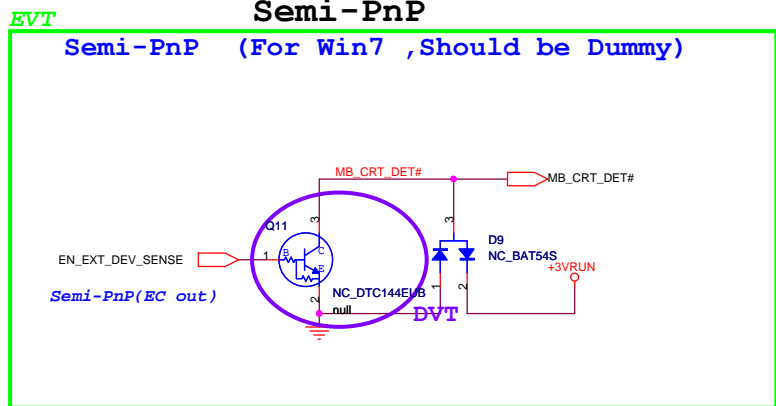 EVT
Semi-PnP
Semi-PnP (For Win7 ,Should be Dummy)
MB_CRT_DET#
MB_CRT_DET#
3
Q11
3
D9
NC_BAT54S
C
B
1
EN_EXT_DEV_SENSE
E
+3VRUN
Semi-PnP(EC out)
2
NC_DTC144EUB
null
1
2
DVT